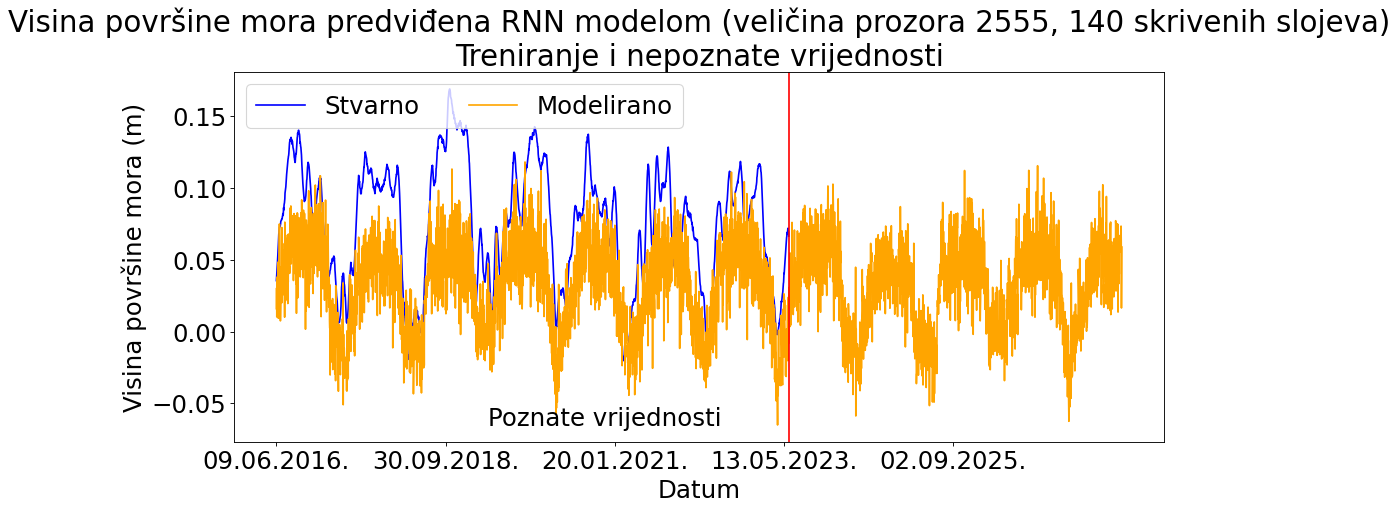 Visina površine mora predviđena RNN modelom (veličina prozora 2555, 140 skrivenih slojeva)
Treniranje i nepoznate vrijednosti
Stvarno Modelirano
Visina površine mora (m)
0.15
0.10
0.05
0.00
−0.05
Poznate vrijednosti
09.06.2016. 30.09.2018. 20.01.2021. 13.05.2023. 02.09.2025.
Datum